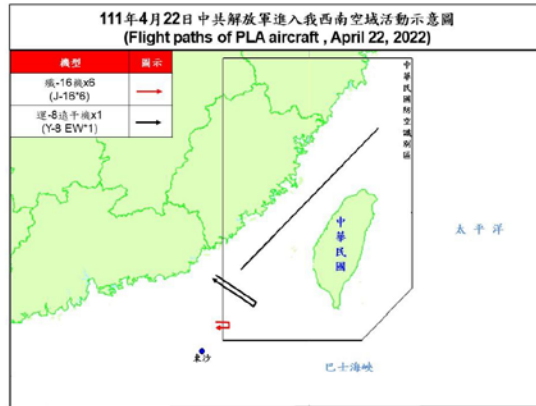 111年4月22日中共解放軍進入我西南空域活動示意圖
(Flight paths of PLA aircraft , April 22, 2022)
機型 圖示
殲-16機x6
(J-16*6)
運-8遠干機x1
(Y-8 EW*1)
中華民國防空識別區
中華民國
太平洋
東沙
巴士海峽